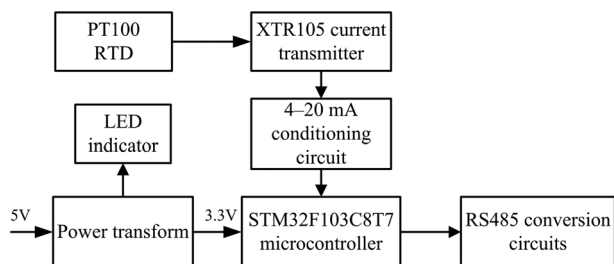 PT100
RTD
XTR105 current
transmitter
LED
indicator
4–20 mA
conditioning
circuit
5V
Power transform
3.3V
STM32F103C8T7
microcontroller
RS485 conversion
circuits